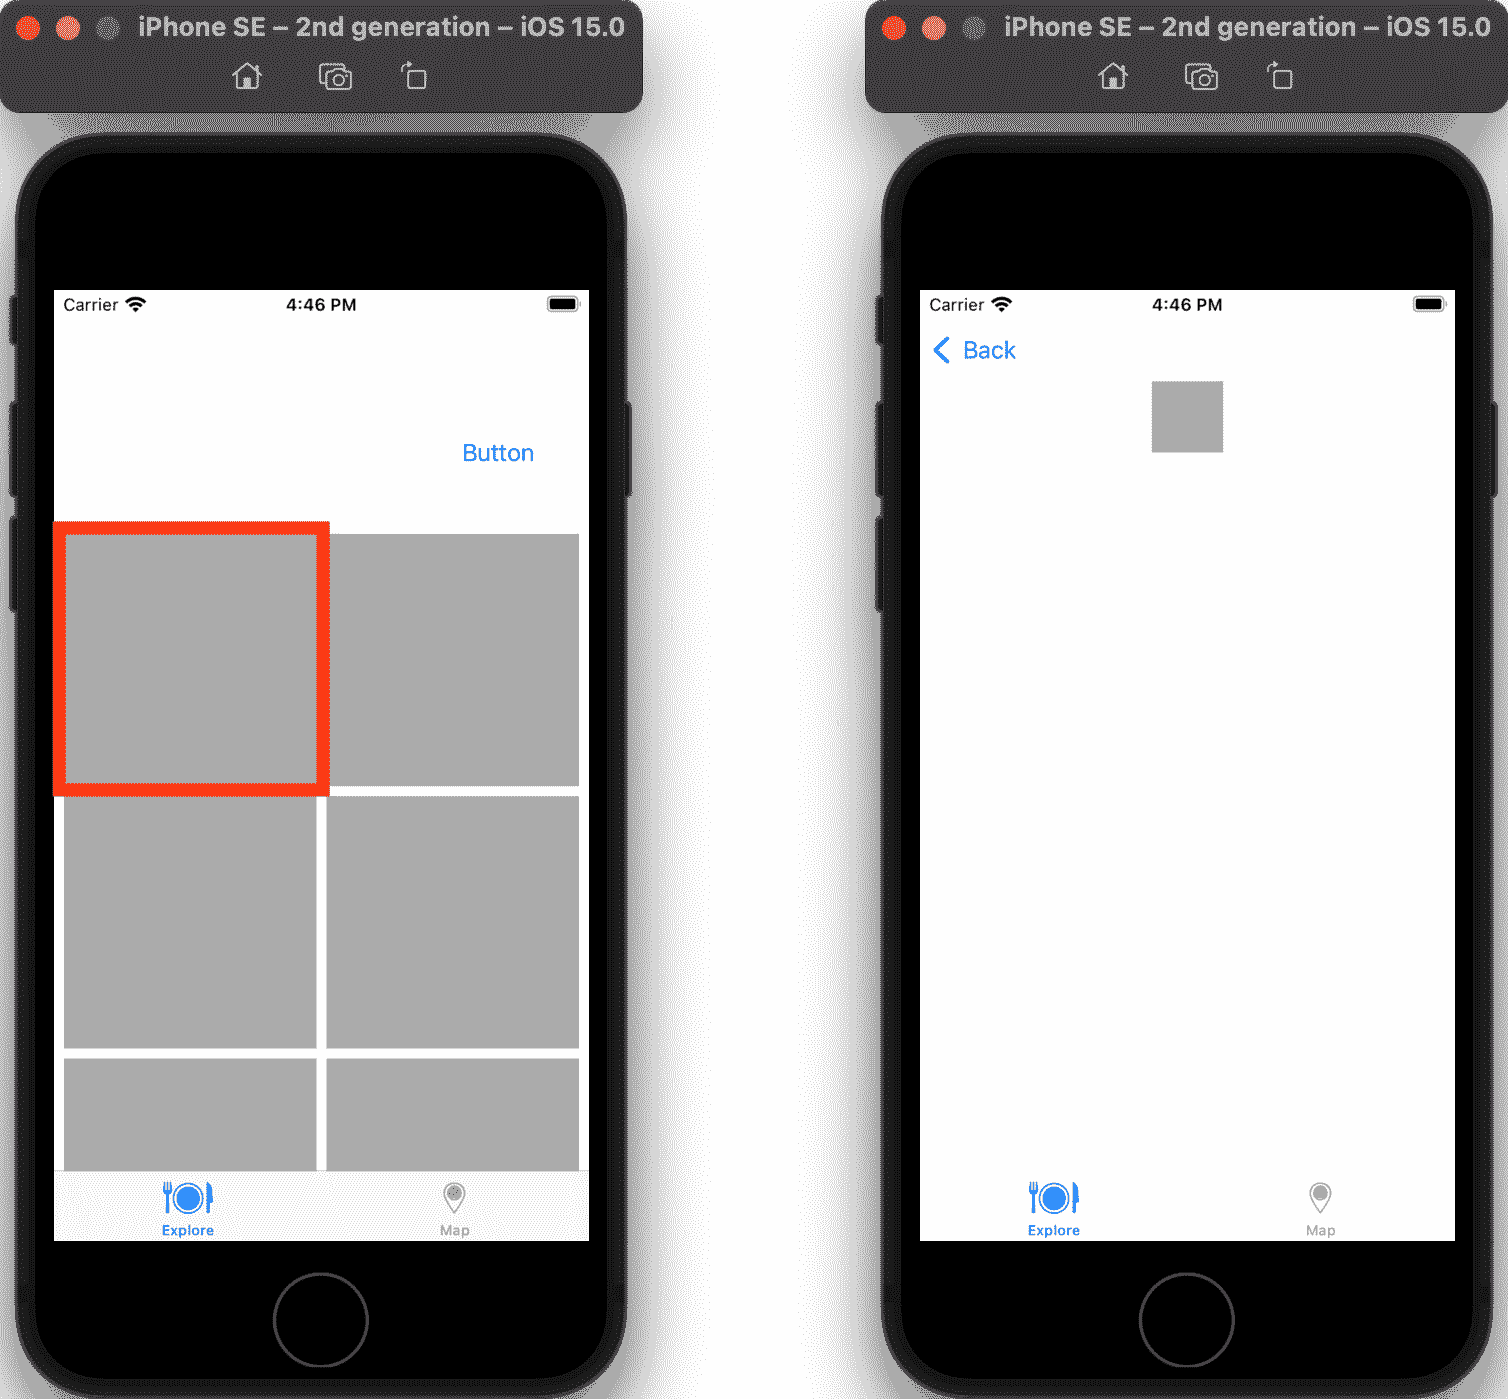 iPhone SE – 2nd generation – iOS 15.0
Carrier
4:46 PM
Button
Explore
Map
iPhone SE – 2nd generation – iOS 15.0
Carrier
4:46 PM
Back
Explore
Map